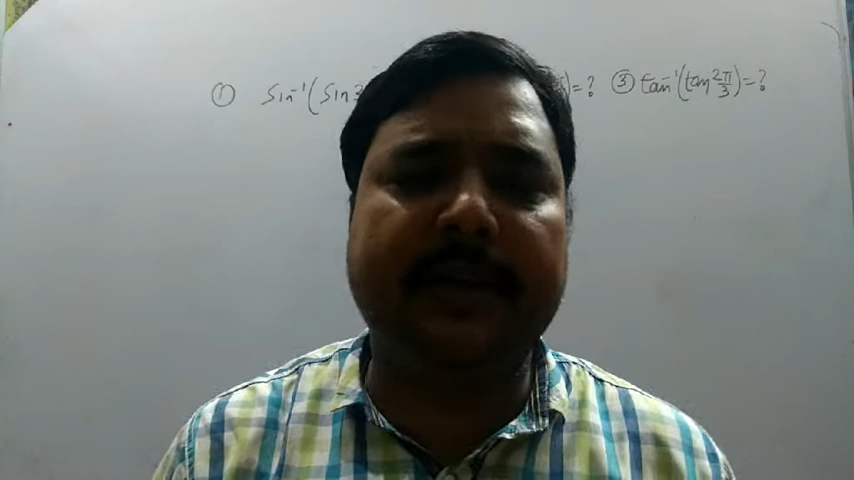 ① Sin⁻¹(Sin )=? ③ tan⁻¹(tan 2π/3)=?